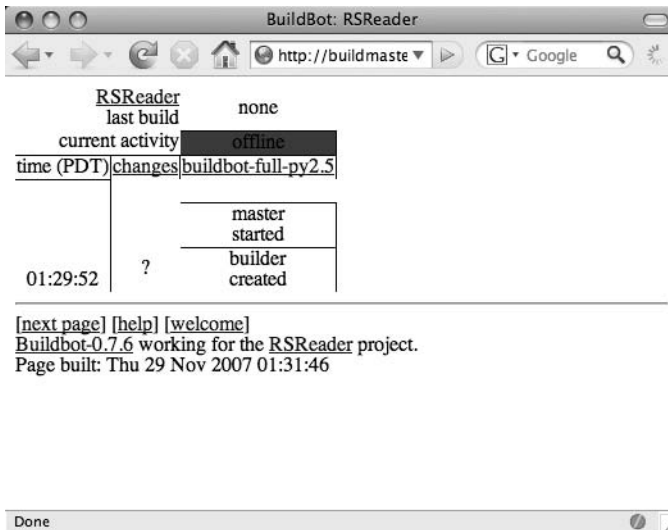 BuildBot: RSReader
http://buildmaste
G Google
RSReader
last build
none
current activity
offline
time (PDT) changes buildbot-full-py2.5
master
started
builder
created
01:29:52
?
[next page] [help] [welcome]
Buildbot-0.7.6 working for the RSReader project.
Page built: Thu 29 Nov 2007 01:31:46
Done